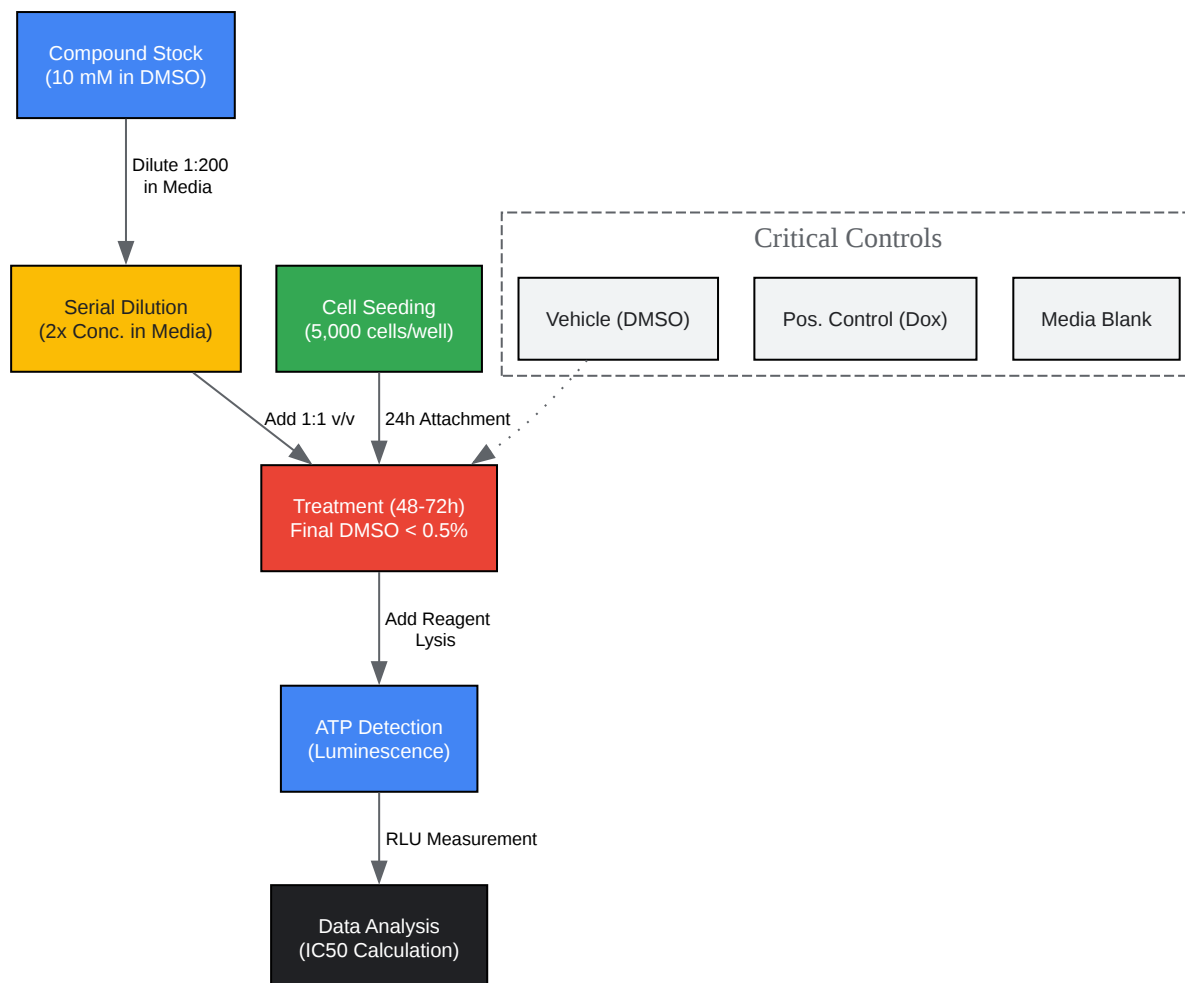 Compound Stock
(10 mM in DMSO)
Dilute 1:200
in Media
Critical Controls
Serial Dilution
(2x Conc. in Media)
Cell Seeding
(5,000 cells/well)
Vehicle (DMSO)
Pos. Control (Dox)
Media Blank
Add 1:1 v/v
24h Attachment
Treatment (48-72h)
Final DMSO < 0.5%
Add Reagent
Lysis
ATP Detection
(Luminescence)
RLU Measurement
Data Analysis
(IC50 Calculation)